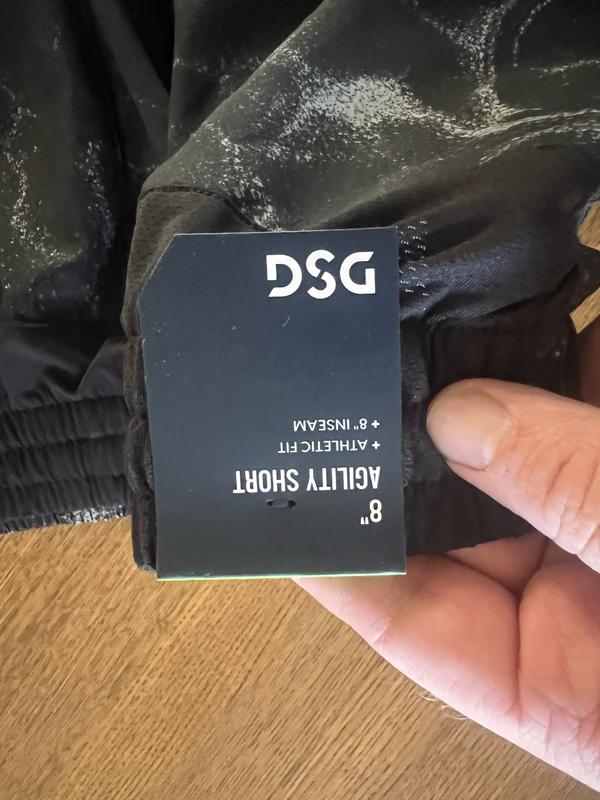 8"
AGILITY SHORT
+ ATHLETIC FIT
+ 8" INSEAM
DSG